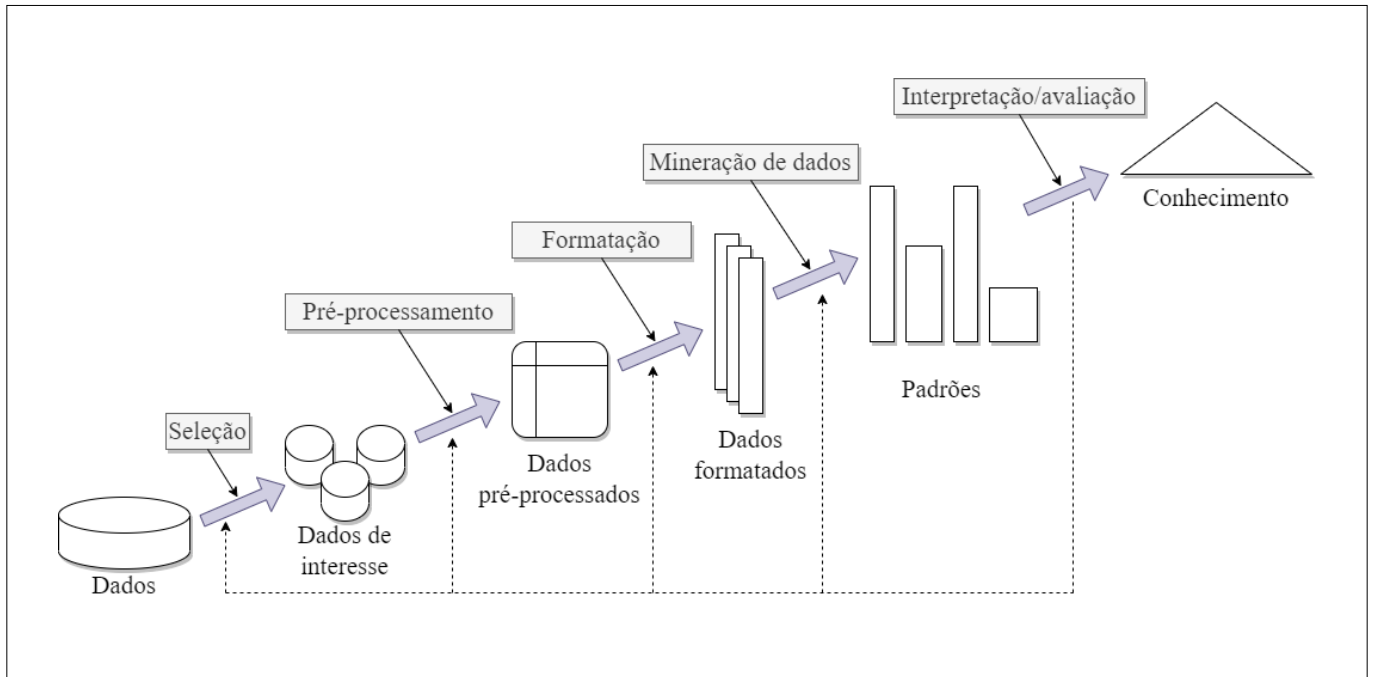 Interpretação/avaliação
Mineração de dados
Conhecimento
Formatação
Pré-processamento
Padrões
Seleção
Dados
formatados
Dados
pré-processados
Dados de
interesse
Dados